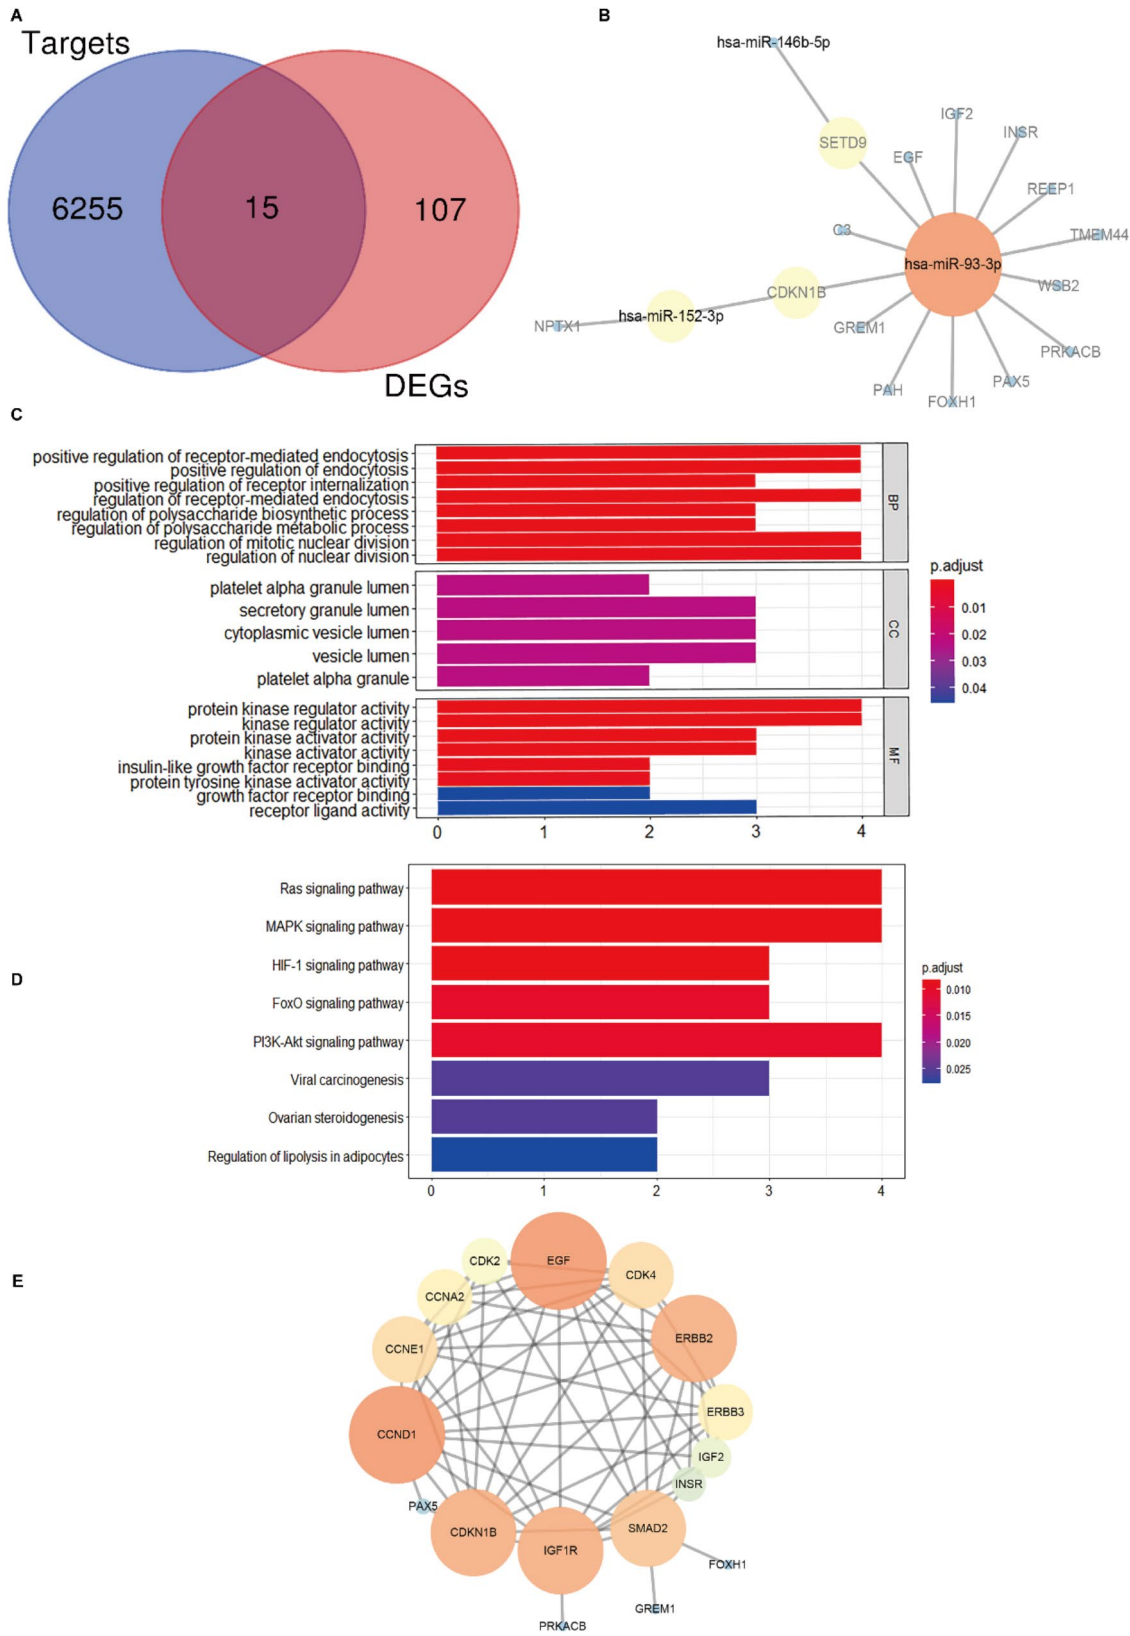 A
Targets
6255
15
107
DEGs
B
hsa-miR-146b-5p
SETD9
IGF2
INSR
EGF
REEP1
C3
TMEM44
hsa-miR-93-3p
WSB2
CDKN1B
hsa-miR-152-3p
NPTX1
GREM1
PRKACB
PAX5
PAH
FOXH1
C
positive regulation of receptor-mediated endocytosis
positive regulation of endocytosis
positive regulation of receptor internalization
regulation of receptor-mediated endocytosis
regulation of polysaccharide biosynthetic process
regulation of polysaccharide metabolic process
regulation of mitotic nuclear division
regulation of nuclear division
BP
platelet alpha granule lumen
secretory granule lumen
cytoplasmic vesicle lumen
vesicle lumen
platelet alpha granule
CC
protein kinase regulator activity
kinase regulator activity
protein kinase activator activity
kinase activator activity
insulin-like growth factor receptor binding
protein tyrosine kinase activator activity
growth factor receptor binding
receptor ligand activity
MF
0 1 2 3 4
p.adjust
0.01
0.02
0.03
0.04
D
Ras signaling pathway
MAPK signaling pathway
HIF-1 signaling pathway
FoxO signaling pathway
PI3K-Akt signaling pathway
Viral carcinogenesis
Ovarian steroidogenesis
Regulation of lipolysis in adipocytes
0 1 2 3 4
p.adjust
0.010
0.015
0.020
0.025
E
CDK2
EGF
CDK4
CCNA2
ERBB2
CCNE1
ERBB3
CCND1
IGF2
INSR
PAX5
CDKN1B
IGF1R
SMAD2
FOXH1
GREM1
PRKACB